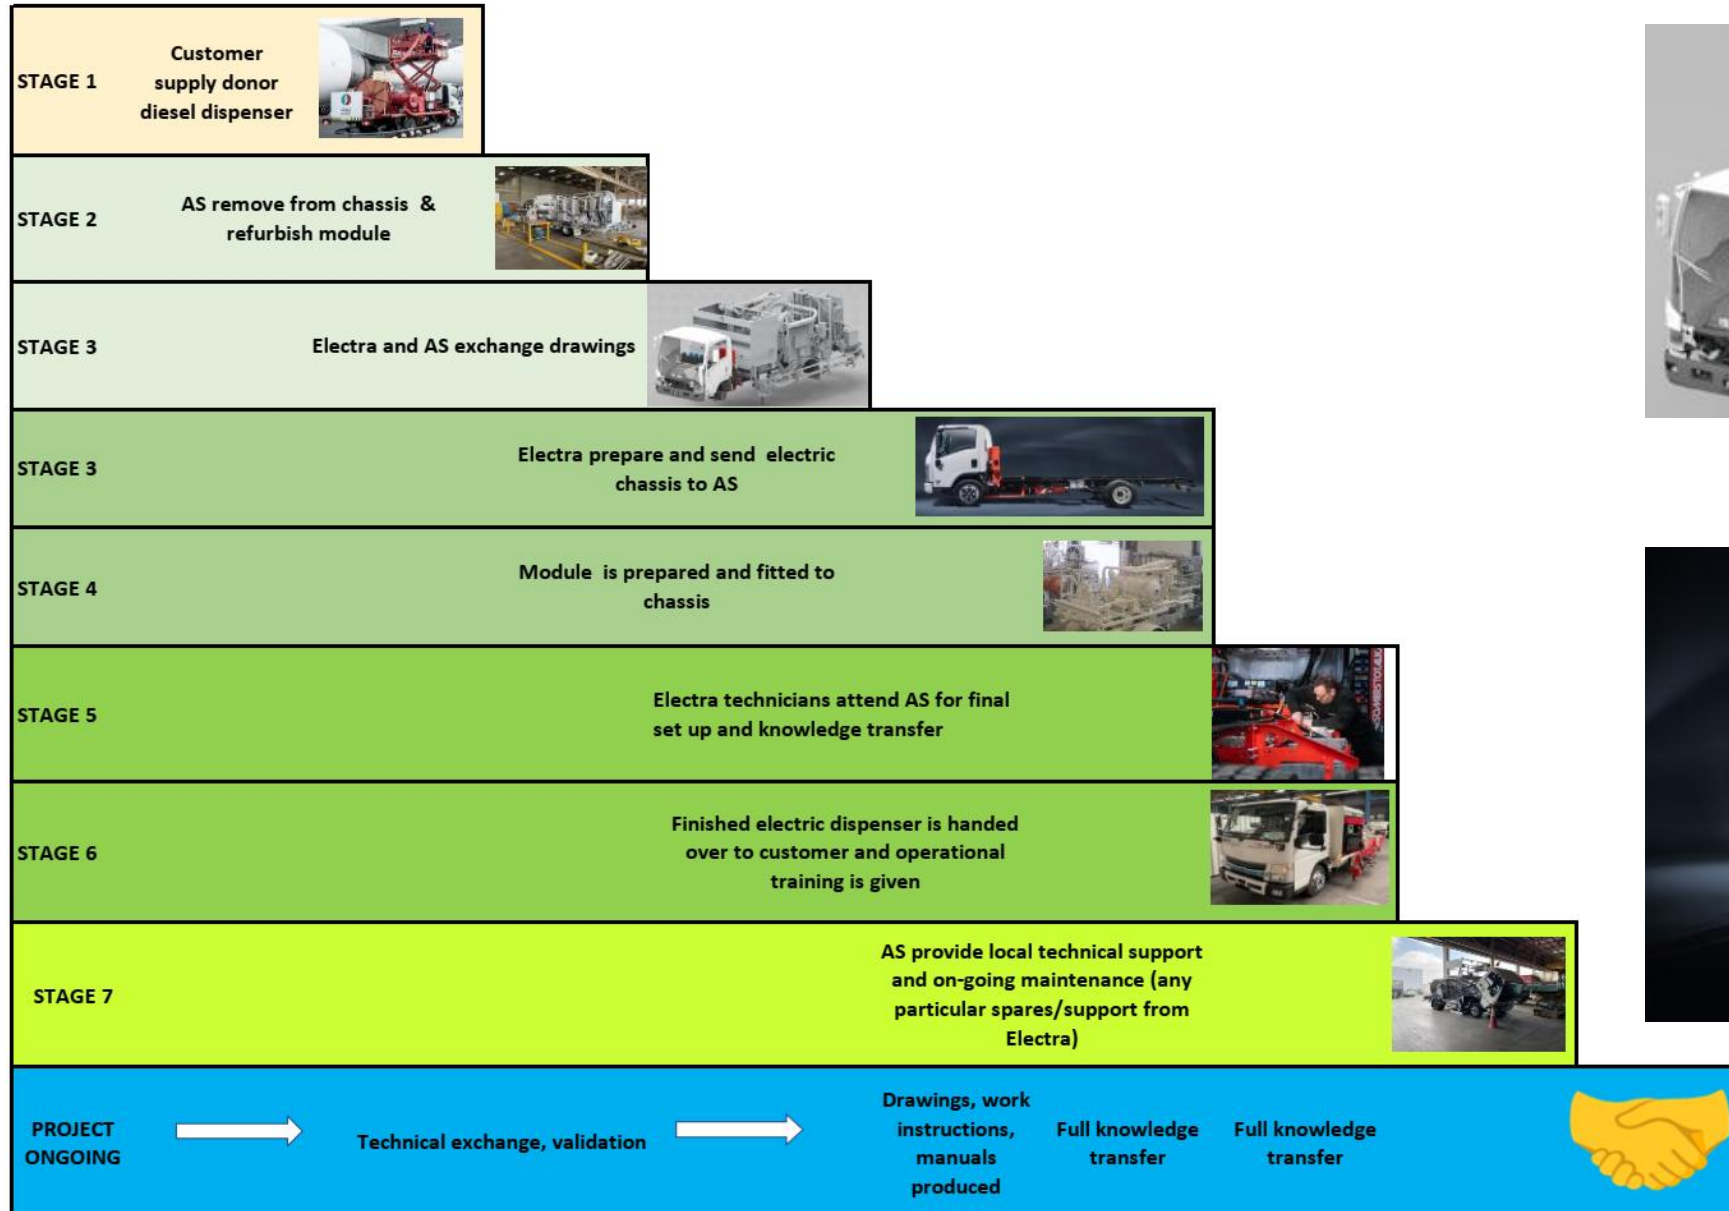 STAGE 1
Customer
supply donor
diesel dispenser
STAGE 2
AS remove from chassis &
refurbish module
STAGE 3
Electra and AS exchange drawings
STAGE 3
Electra prepare and send electric
chassis to AS
STAGE 4
Module is prepared and fitted to
chassis
STAGE 5
Electra technicians attend AS for final
set up and knowledge transfer
STAGE 6
Finished electric dispenser is handed
over to customer and operational
training is given
STAGE 7
AS provide local technical support
and on-going maintenance (any
particular spares/support from
Electra)
PROJECT
ONGOING
Technical exchange, validation
Drawings, work
instructions,
manuals
produced
Full knowledge
transfer
Full knowledge
transfer